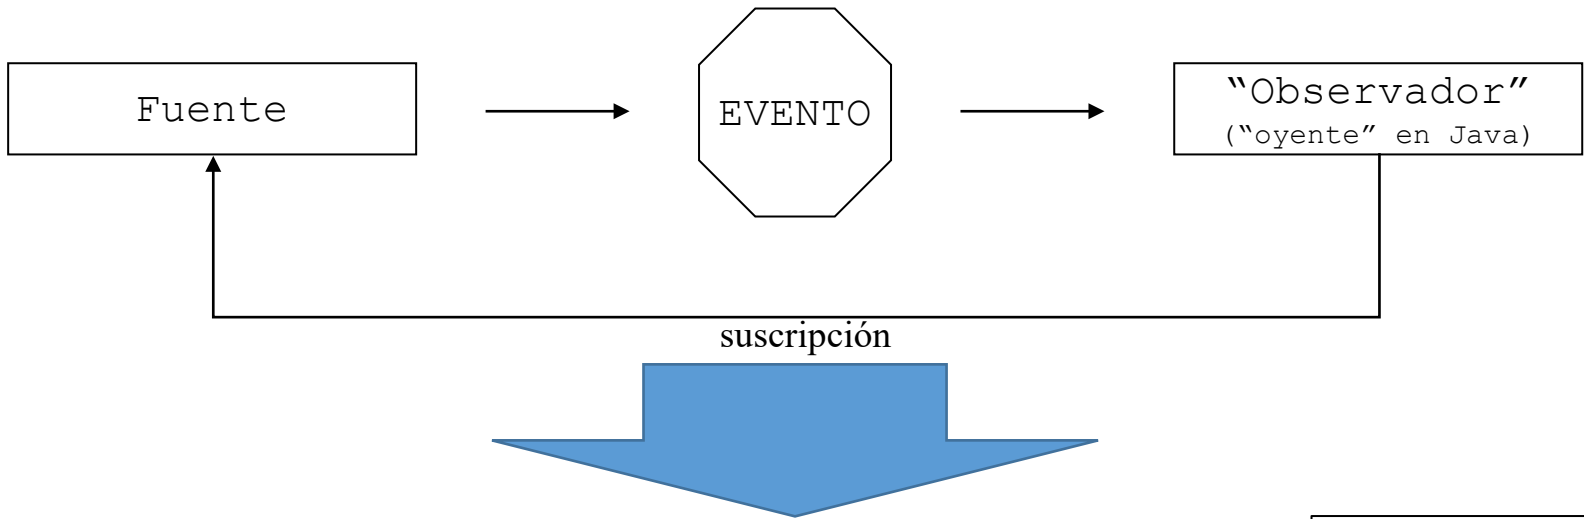 Fuente
EVENTO
“Observador”
(“oyente” en Java)
suscripción